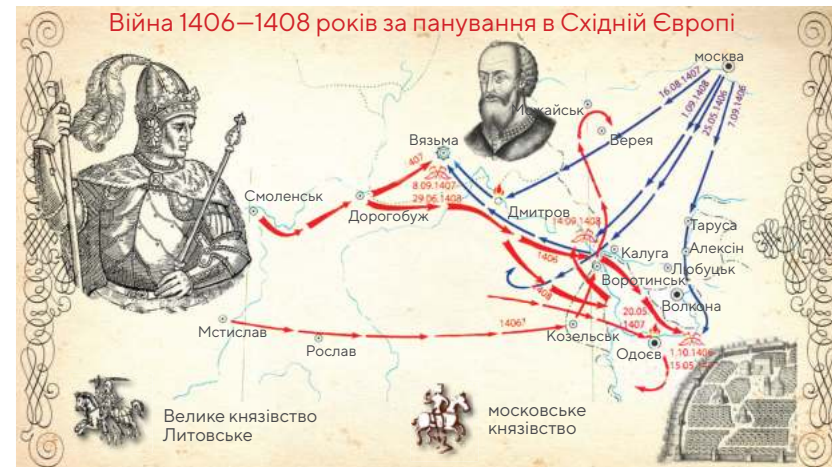 Війна 1406—1408 років за панування в Східній Європі
москва
16.08.1407
1.09.1408
25.05.1406
7.09.1406
Можайськ
Верея
Вязьма
407
8.09.1407-
29.06.1408
Смоленськ
Дорогобуж
Дмитров
14.09.1408
Таруса
Калуга
Алексін
1406
Любуцьк
Воротинськ
Волкона
1408
20.05
1407
Мстислав
1406?
Рослав
Козельськ
Одоєв
1.10.1406
15.05
Велике князівство
Литовське
московське
князівство